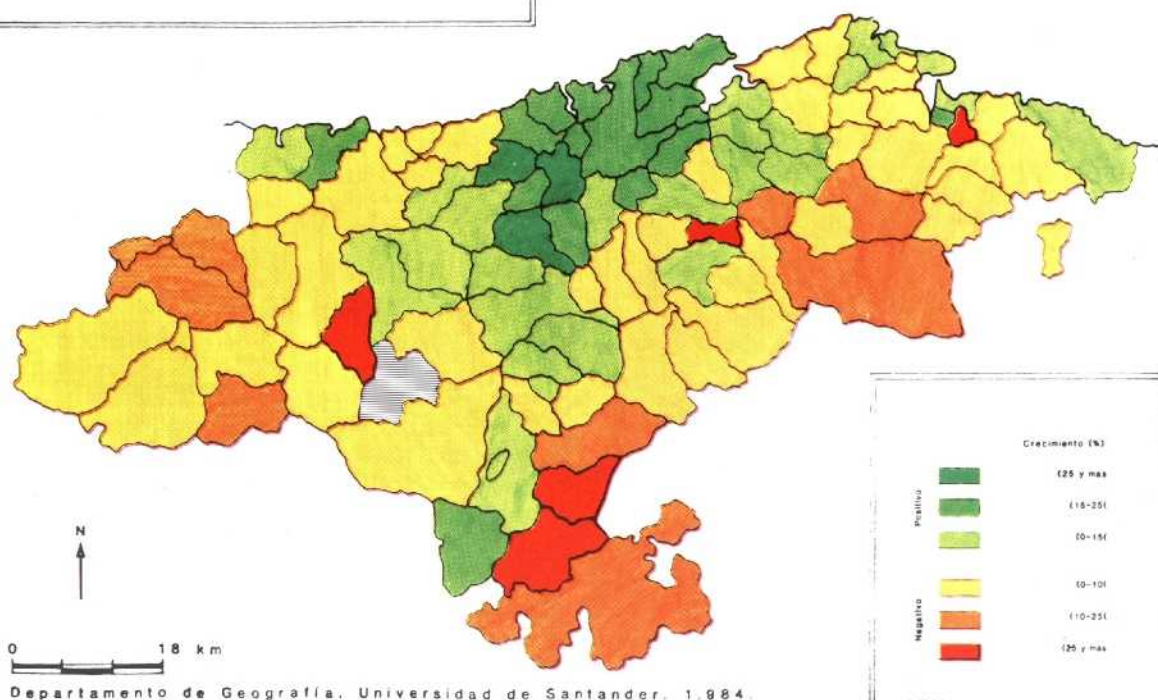 N
0 18 km
Departamento de Geografía. Universidad de Santander. 1.984.
Crecimiento (%)
Positivo
(25 y mas
(15-25(
(0-15(
Negativo
(0-10(
(10-25(
(25 y mas